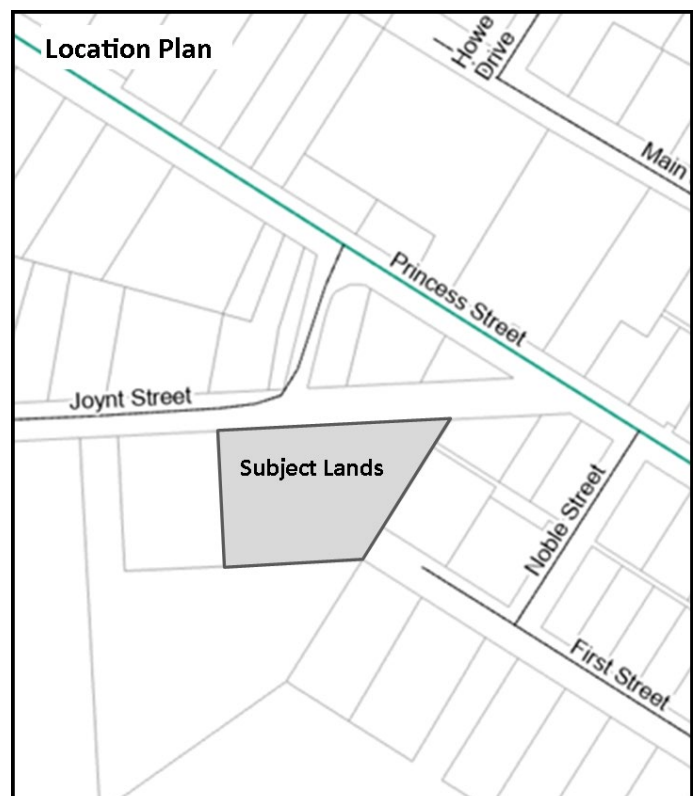 Location Plan
Howe
Drive
Main
Princess Street
Joynt Street
Subject Lands
Noble Street
First Street